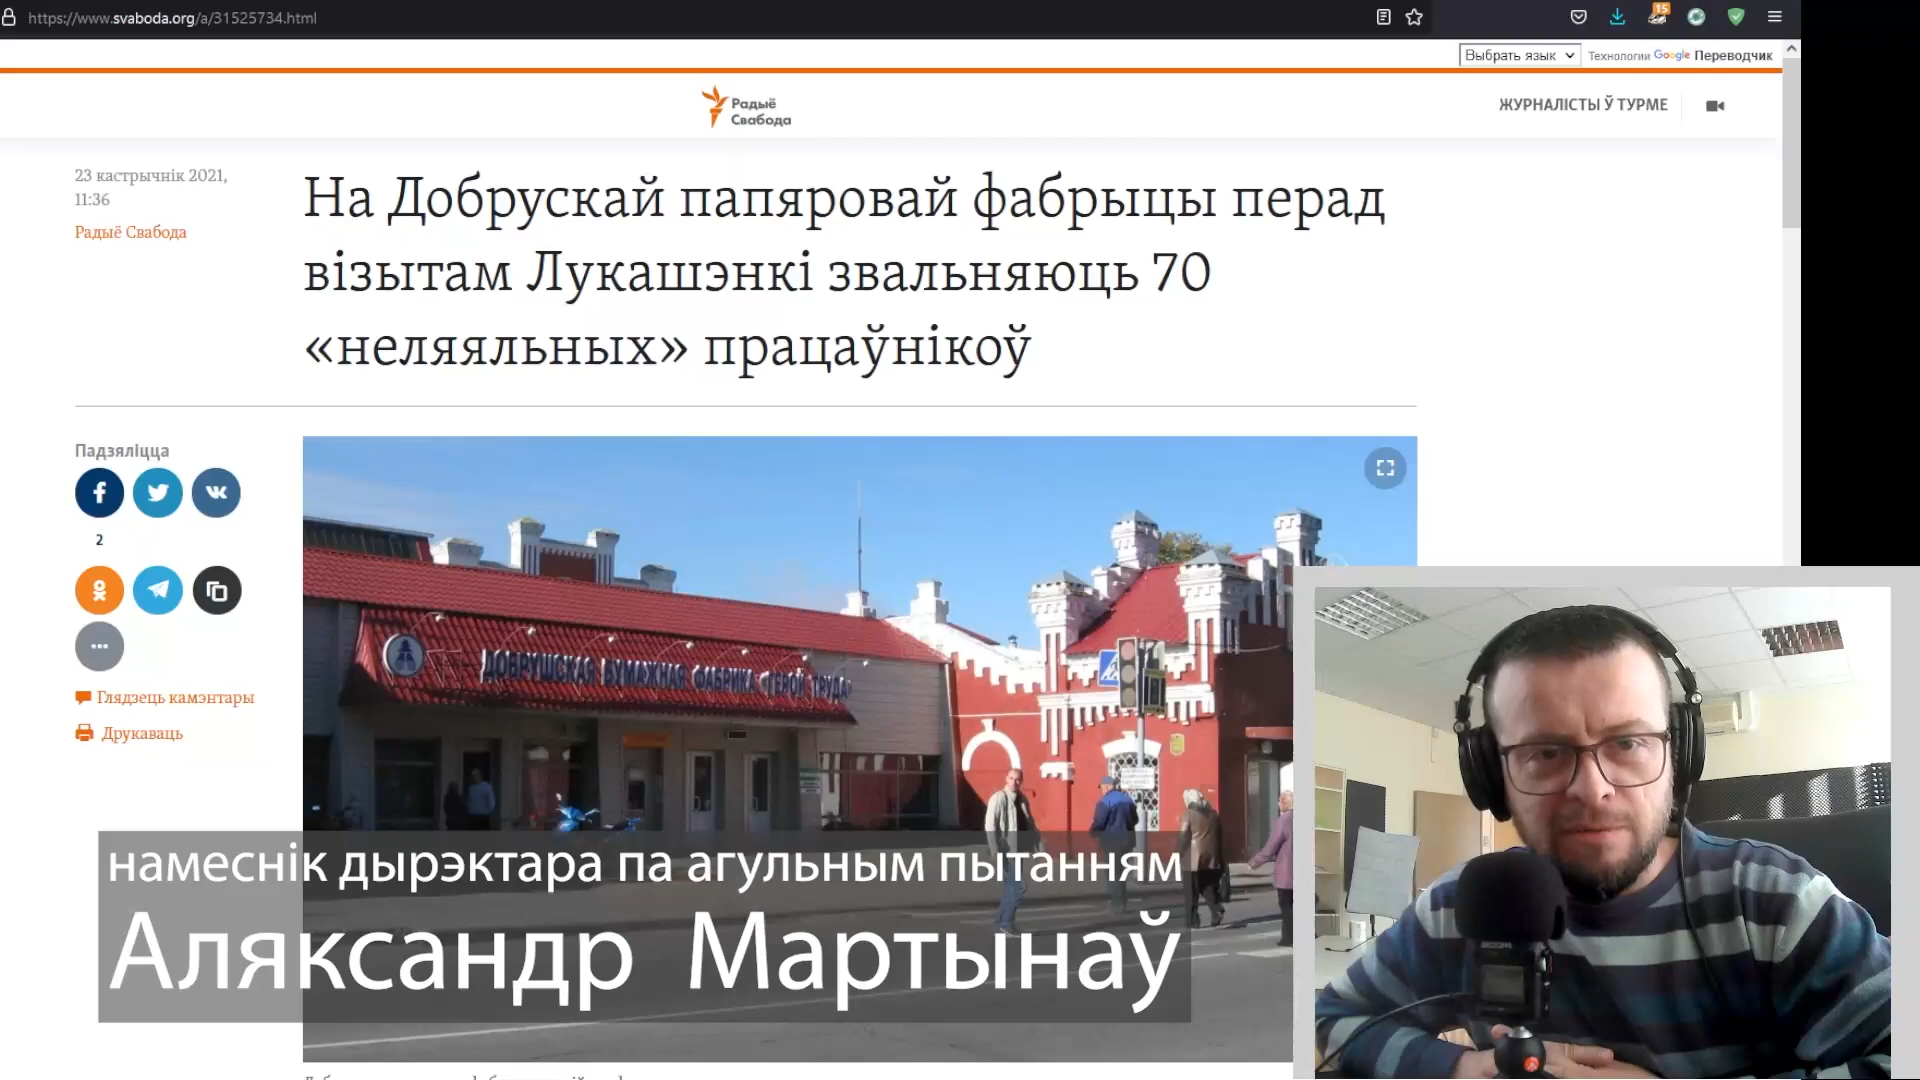 https://www.svaboda.org/a/31525734.html
15
Выбрать язык
Технологии Google Переводчик
Радыё
Свабода
ЖУРНАЛІСТЫ Ў ТУРМЕ
23 кастрычнік 2021,
11:36
Радыё Свабода
На Добрускай папяровай фабрыцы перад
візытам Лукашэнкі звальняюць 70
«неляяльных» працаўнікоў
Падзяліцца
2
Глядзець камэнтары
Друкаваць
ДОБРУШСКАЯ БУМАЖНАЯ ФАБРИКА «ГЕРОЙ ТРУДА»
намеснік дырэктара па агульным пытанням
Аляксандр Мартынаў